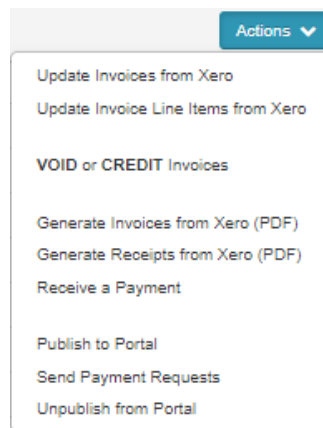 Actions
Update Invoices from Xero
Update Invoice Line Items from Xero
VOID or CREDIT Invoices
Generate Invoices from Xero (PDF)
Generate Receipts from Xero (PDF)
Receive a Payment
Publish to Portal
Send Payment Requests
Unpublish from Portal